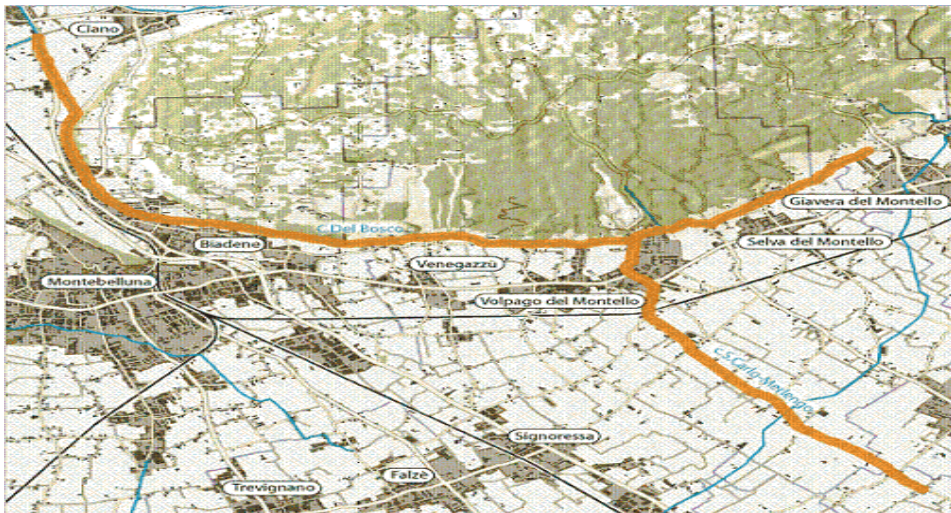 Ciano
Giavera del Montello
C.Del Bosco
Biadene
Selva del Montello
Venegazzù
Montebelluna
Volpago del Montello
C.S.Carlo-Merlengo
Signoressa
Falzè
Trevignano